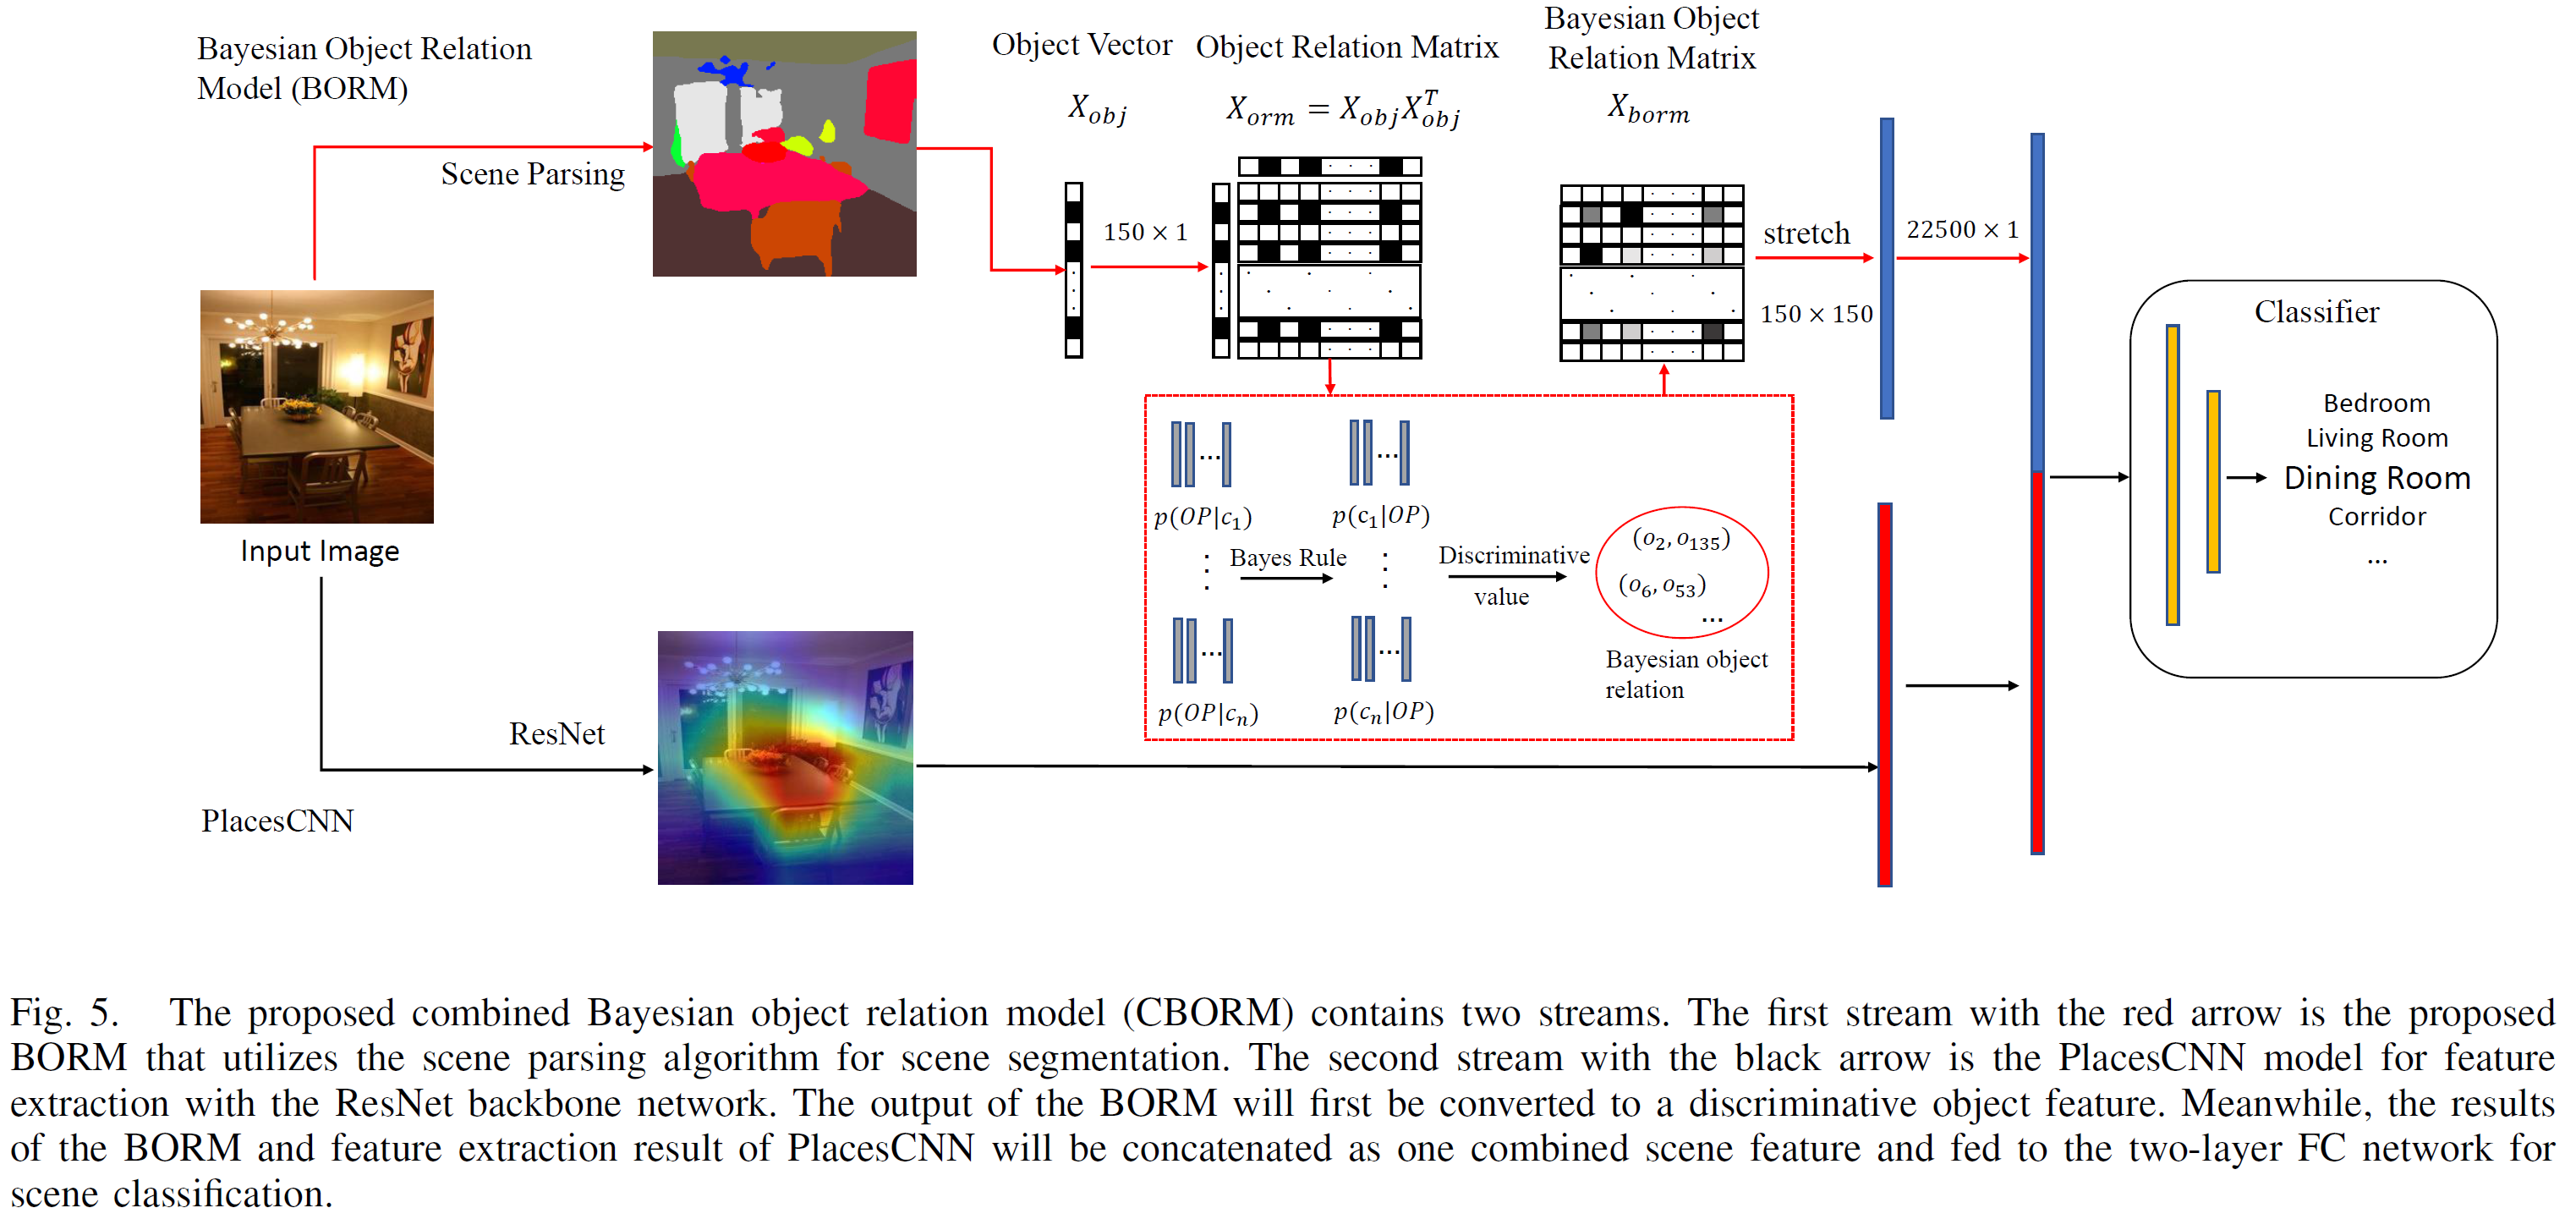 Bayesian Object Relation
Model (BORM)
Scene Parsing
Object Vector
X_{obj}
150 × 1
Object Relation Matrix
X_{orm} = X_{obj}X_{obj}^{T}
Bayesian Object
Relation Matrix
X_{borm}
stretch
150 × 150
22500 × 1
Input Image
p(OP|c_1)
p(c_1|OP)
Bayes Rule
Discriminative
value
p(OP|c_n)
p(c_n|OP)
(o_2, o_{135})
(o_6, o_{53})
...
Bayesian object
relation
ResNet
PlacesCNN
Classifier
Bedroom
Living Room
Dining Room
Corridor
...
Fig. 5. The proposed combined Bayesian object relation model (CBORM) contains two streams. The first stream with the red arrow is the proposed
BORM that utilizes the scene parsing algorithm for scene segmentation. The second stream with the black arrow is the PlacesCNN model for feature
extraction with the ResNet backbone network. The output of the BORM will first be converted to a discriminative object feature. Meanwhile, the results
of the BORM and feature extraction result of PlacesCNN will be concatenated as one combined scene feature and fed to the two-layer FC network for
scene classification.